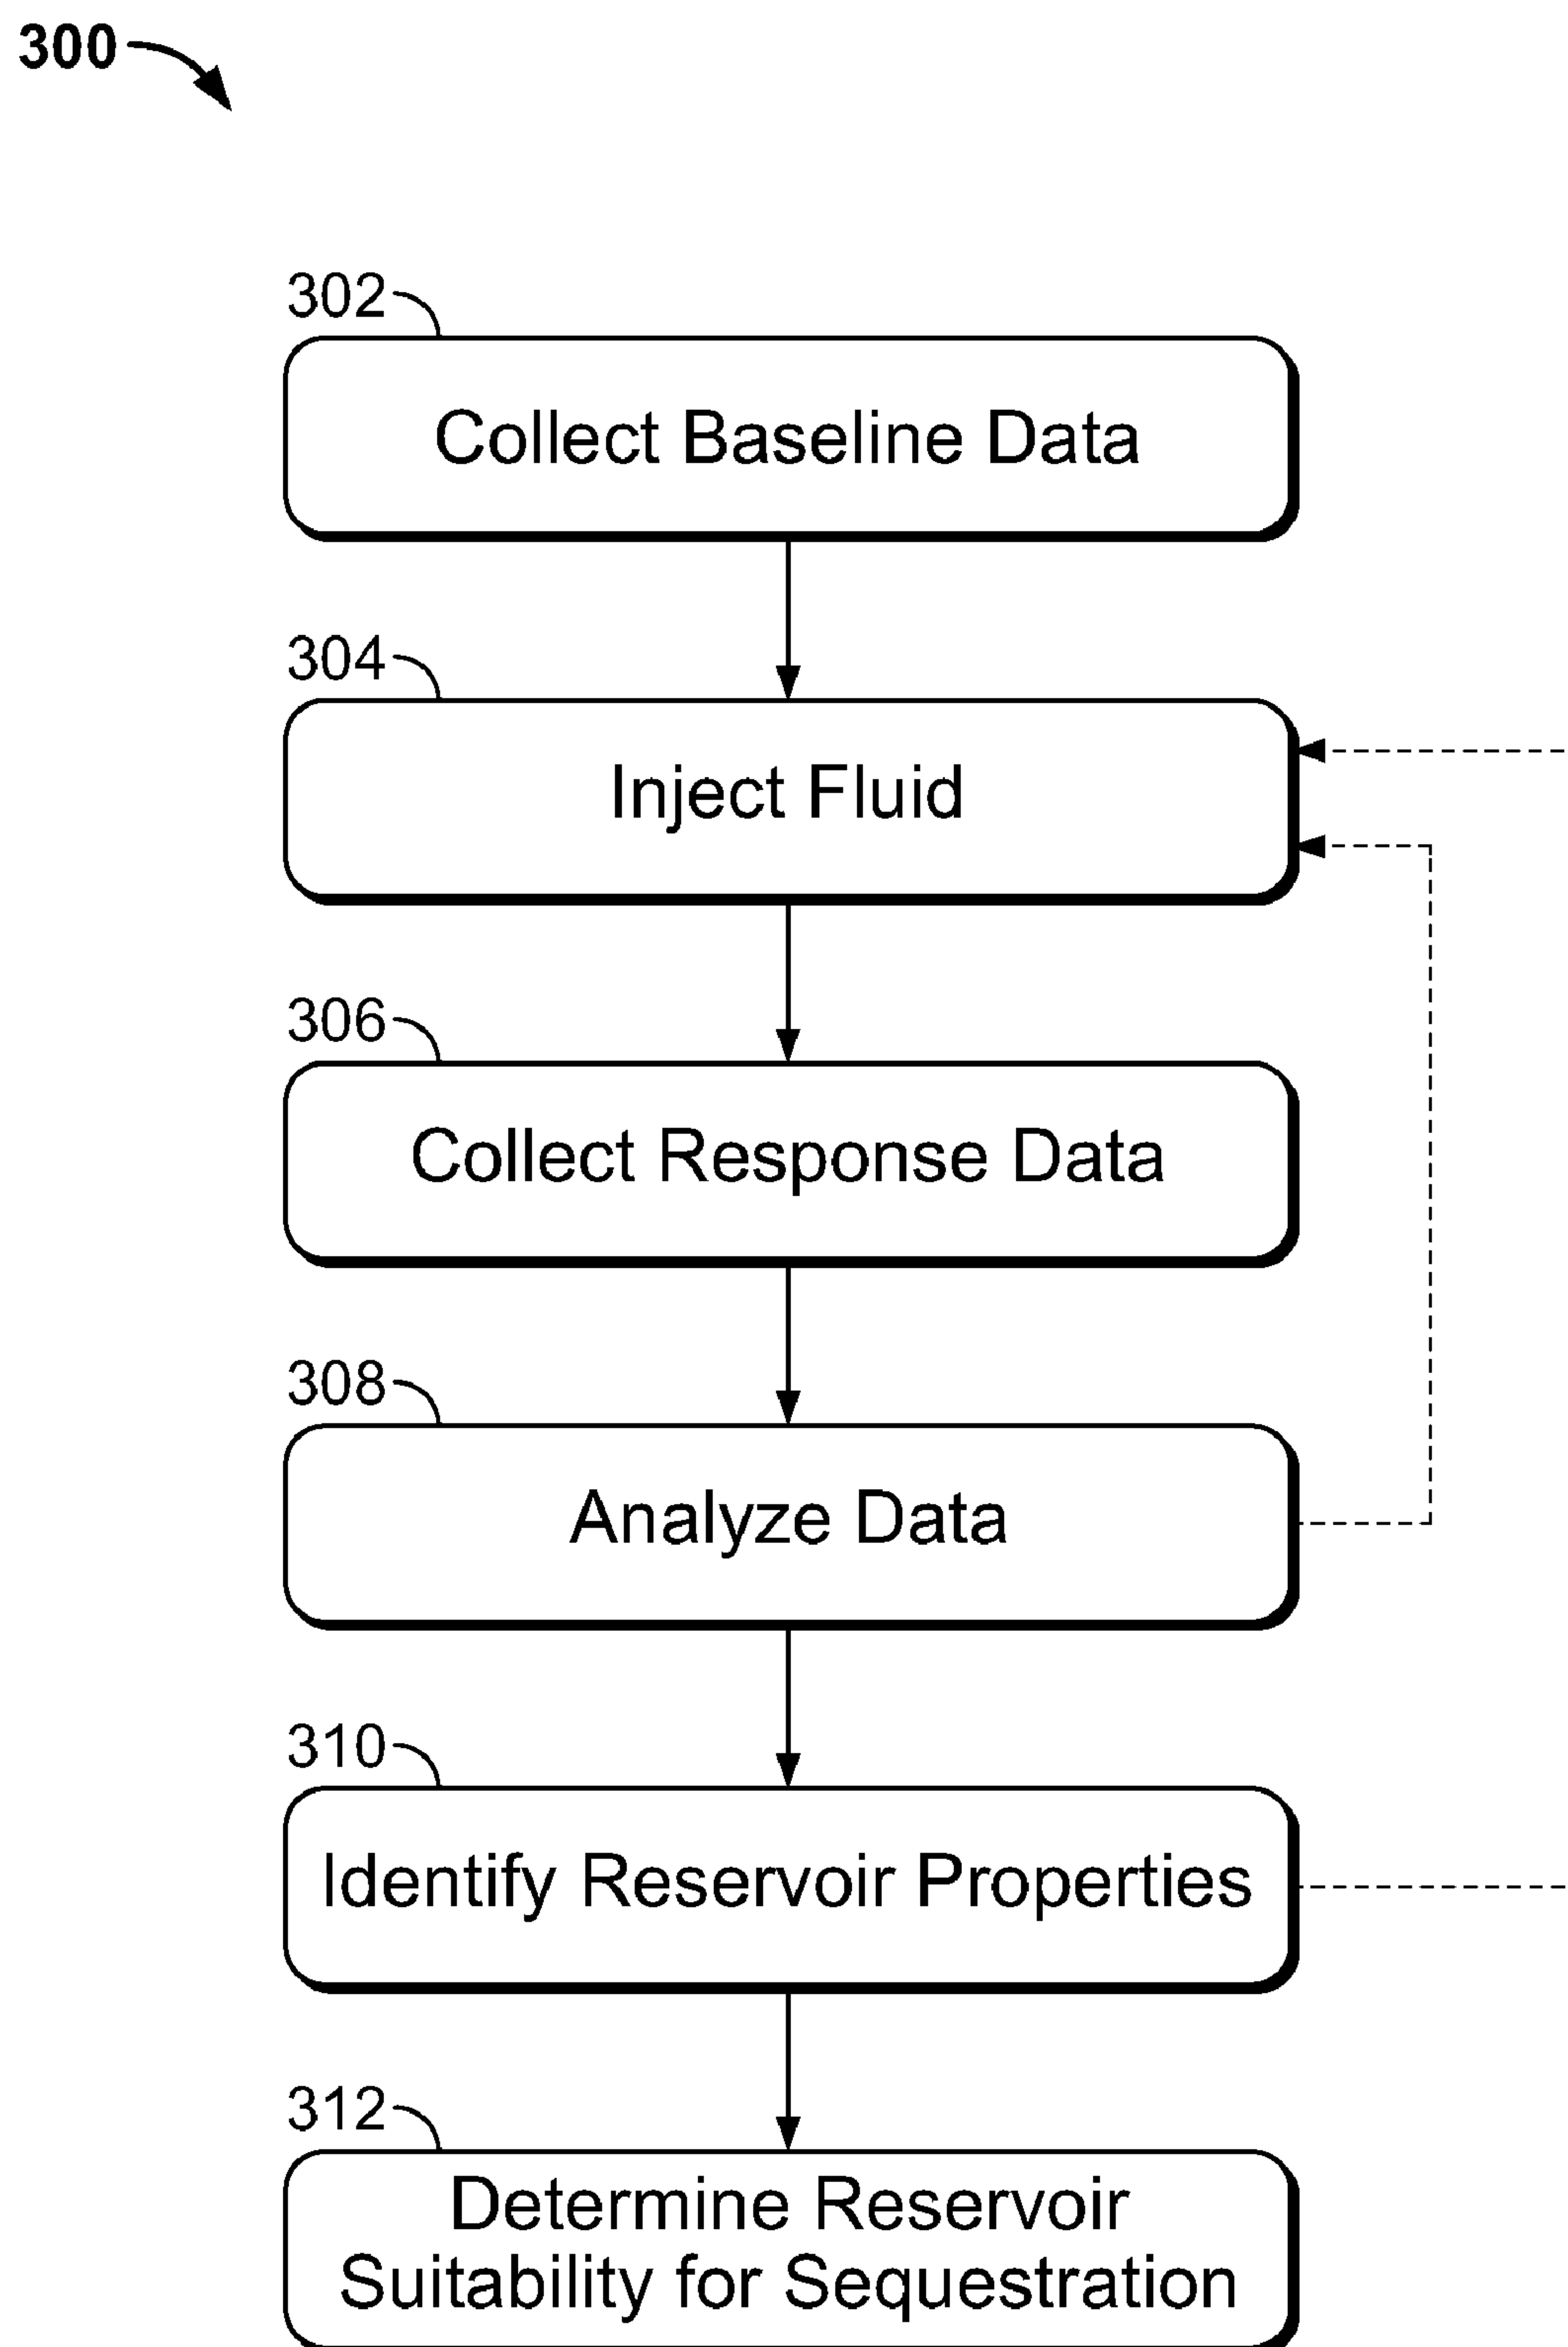 300
302
Collect Baseline Data
304
Inject Fluid
306
Collect Response Data
308
Analyze Data
310
Identify Reservoir Properties
312
Determine Reservoir
Suitability for Sequestration